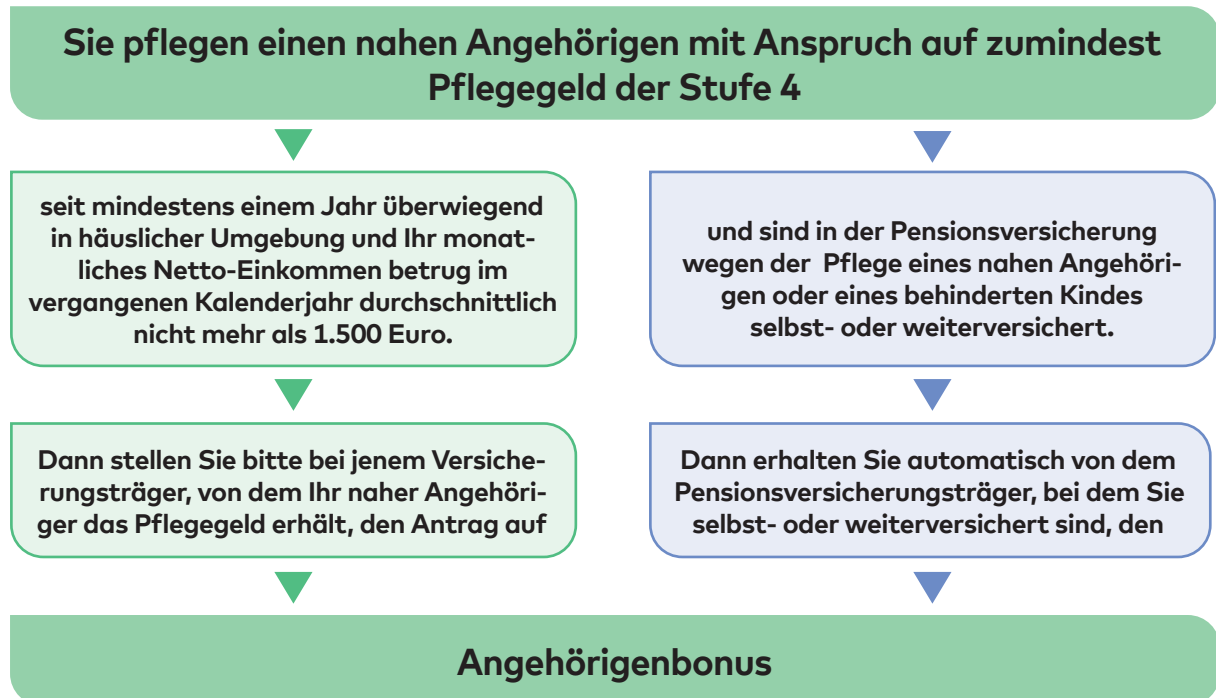 Sie pflegen einen nahen Angehörigen mit Anspruch auf zumindest
Pflegegeld der Stufe 4
seit mindestens einem Jahr überwiegend
in häuslicher Umgebung und Ihr monat-
liches Netto-Einkommen betrug im
vergangenen Kalenderjahr durchschnittlich
nicht mehr als 1.500 Euro.
Dann stellen Sie bitte bei jenem Versiche-
rungsträger, von dem Ihr naher Angehöri-
ger das Pflegegeld erhält, den Antrag auf
und sind in der Pensionsversicherung
wegen der Pflege eines nahen Angehöri-
gen oder eines behinderten Kindes
selbst- oder weiterversichert.
Dann erhalten Sie automatisch von dem
Pensionsversicherungsträger, bei dem Sie
selbst- oder weiterversichert sind, den
Angehörigenbonus